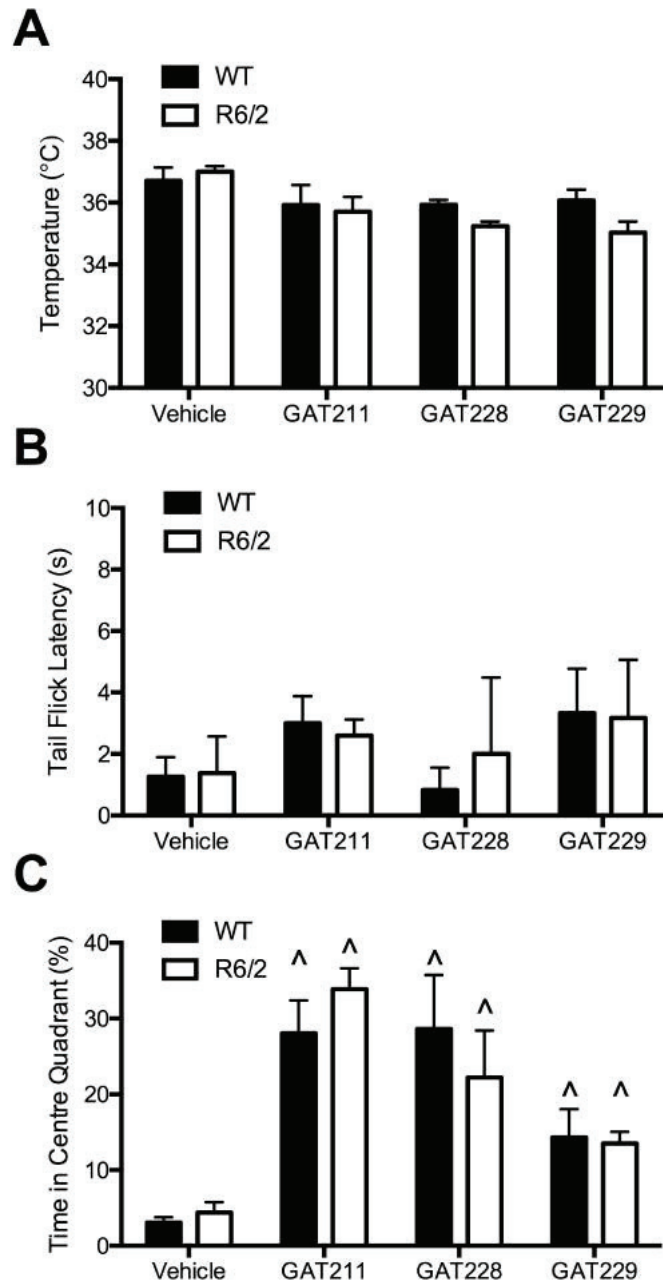 A
WT
R6/2
Temperature (°C)
40
38
36
34
32
30
Vehicle GAT211 GAT228 GAT229
B
WT
R6/2
Tail Flick Latency (s)
10
8
6
4
2
0
Vehicle GAT211 GAT228 GAT229
C
WT
R6/2
Time in Centre Quadrant (%)
40
30
20
10
0
^ ^ ^ ^ ^ ^
Vehicle GAT211 GAT228 GAT229